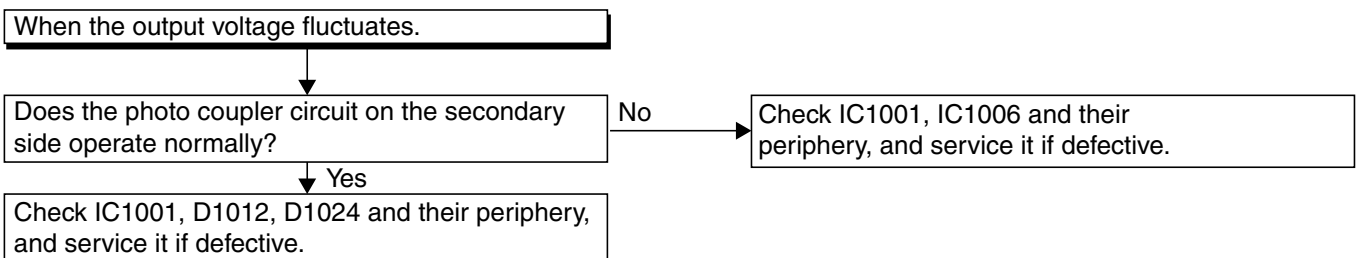 When the output voltage fluctuates.
Does the photo coupler circuit on the secondary
side operate normally?
No
Check IC1001, IC1006 and their
periphery, and service it if defective.
Yes
Check IC1001, D1012, D1024 and their periphery,
and service it if defective.